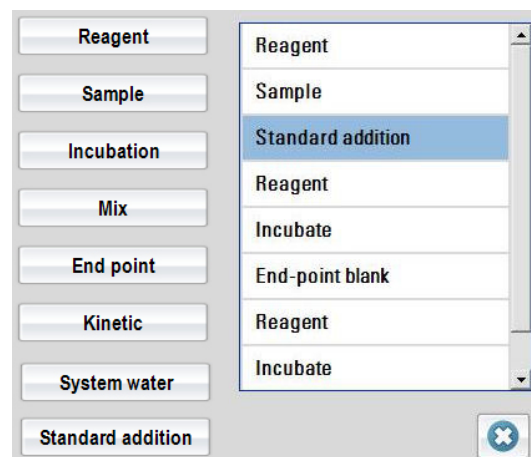 Reagent
Sample
Incubation
Mix
End point
Kinetic
System water
Standard addition
Reagent
Sample
Standard addition
Reagent
Incubate
End-point blank
Reagent
Incubate